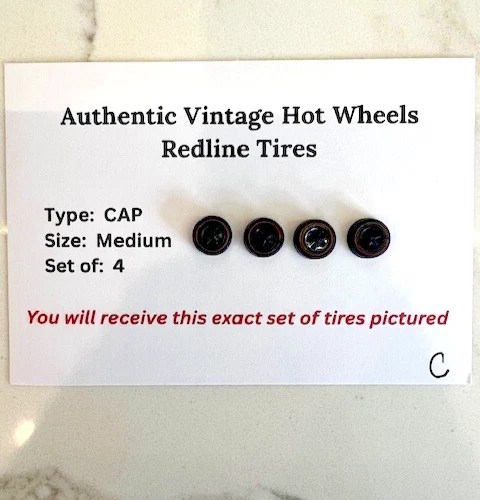 Authentic Vintage Hot Wheels
Redline Tires
Type: CAP
Size: Medium
Set of: 4
You will receive this exact set of tires pictured
C